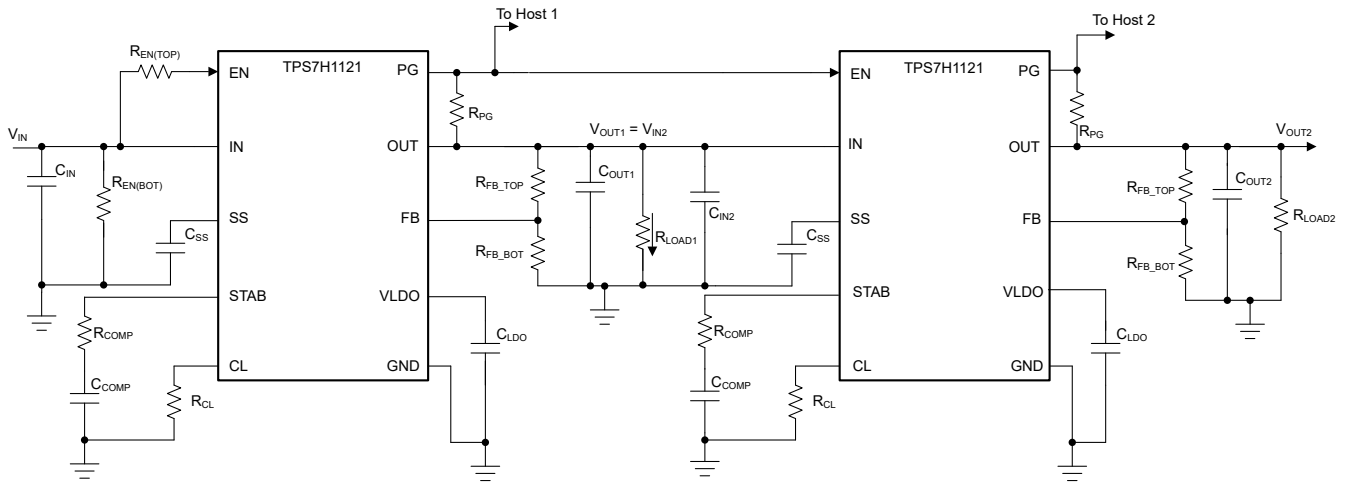 To Host 1
To Host 2
R_EN(TOP)
EN
TPS7H1121
PG
EN
TPS7H1121
PG
R_PG
R_PG
V_IN
V_OUT1 = V_IN2
V_OUT2
IN
OUT
IN
OUT
C_IN
R_EN(BOT)
R_FB_TOP
C_OUT1
C_IN2
R_FB_TOP
C_OUT2
SS
FB
SS
FB
C_SS
R_LOAD1
C_SS
R_LOAD2
R_FB_BOT
R_FB_BOT
STAB
VLDO
STAB
VLDO
R_COMP
C_LDO
R_COMP
C_LDO
CL
GND
CL
GND
C_COMP
R_CL
C_COMP
R_CL